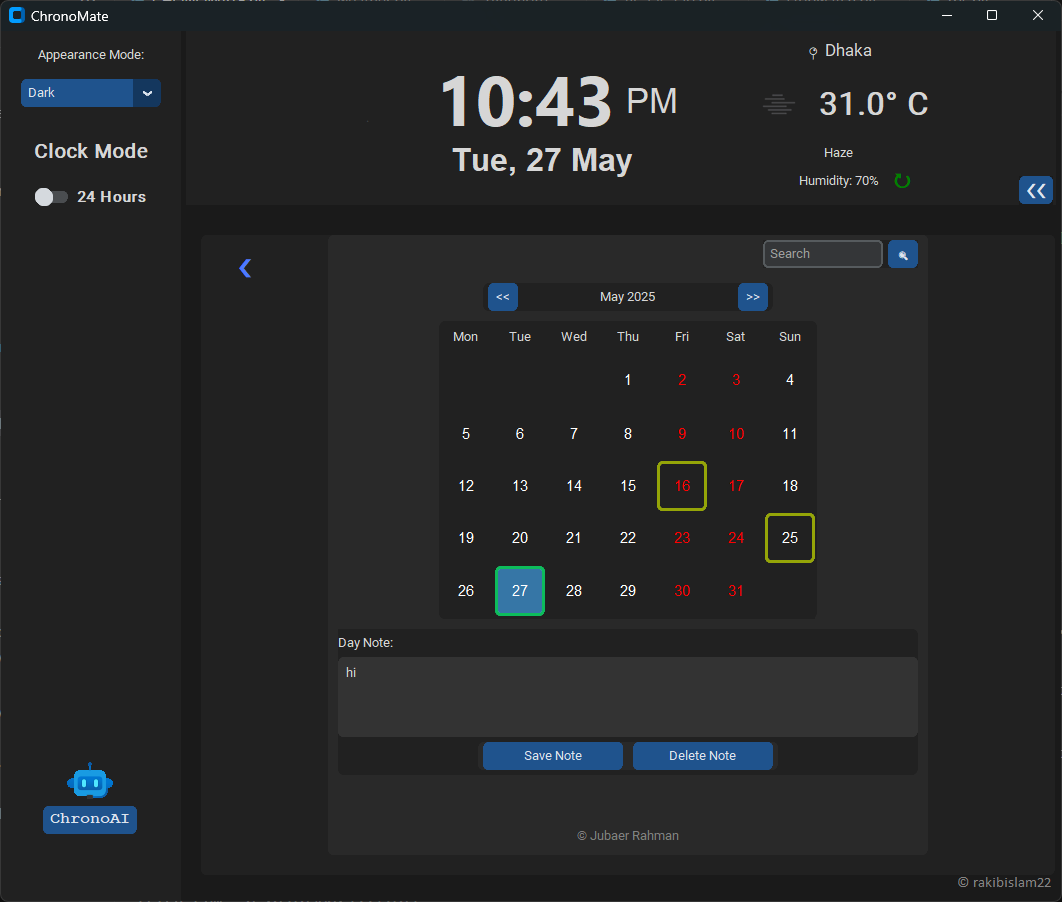 ChronoMate
Appearance Mode:
Dark
Clock Mode
24 Hours
10:43 PM
Tue, 27 May
Dhaka
31.0° C
Haze
Humidity: 70%
Search
<< May 2025 >>
Mon Tue Wed Thu Fri Sat Sun
1 2 3 4
5 6 7 8 9 10 11
12 13 14 15 16 17 18
19 20 21 22 23 24 25
26 27 28 29 30 31
Day Note:
hi
Save Note Delete Note
© Jubaer Rahman
ChronoAI
© rakibislam22